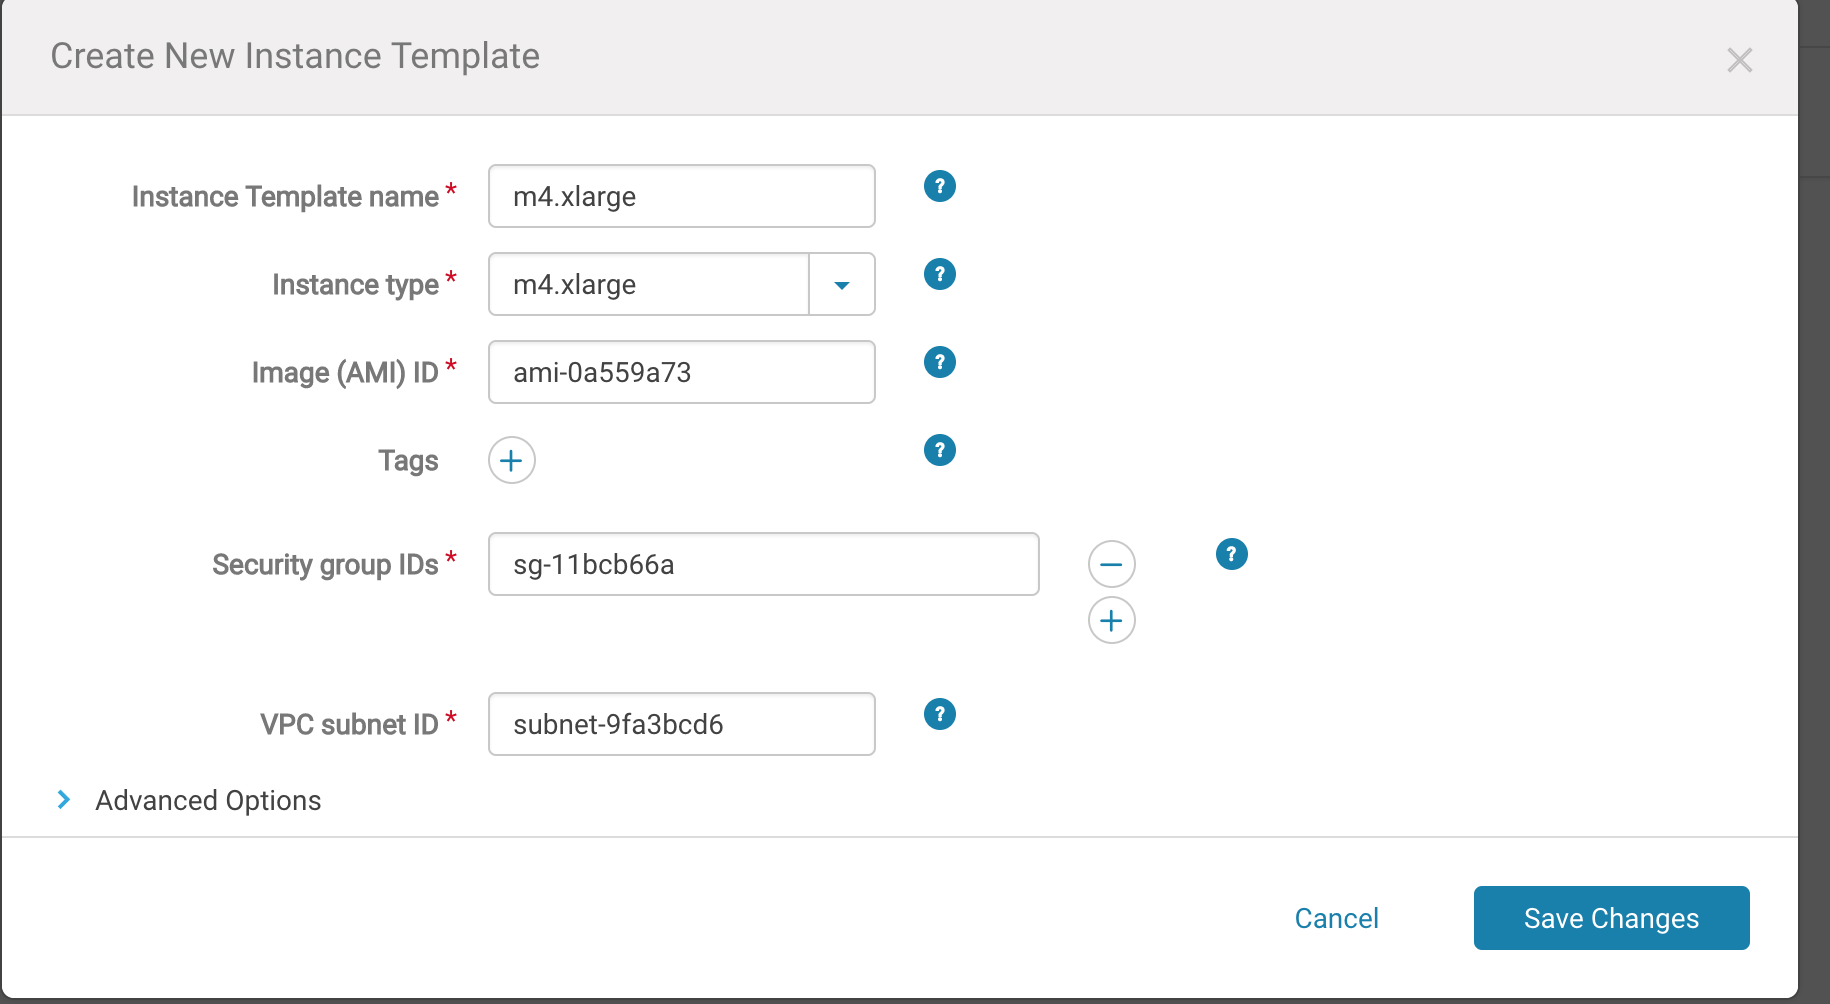 Create New Instance Template
Instance Template name * m4.xlarge ?
Instance type * m4.xlarge ?
Image (AMI) ID * ami-0a559a73 ?
Tags ?
Security group IDs * sg-11bcb66a ?
VPC subnet ID * subnet-9fa3bcd6 ?
Advanced Options
Cancel Save Changes